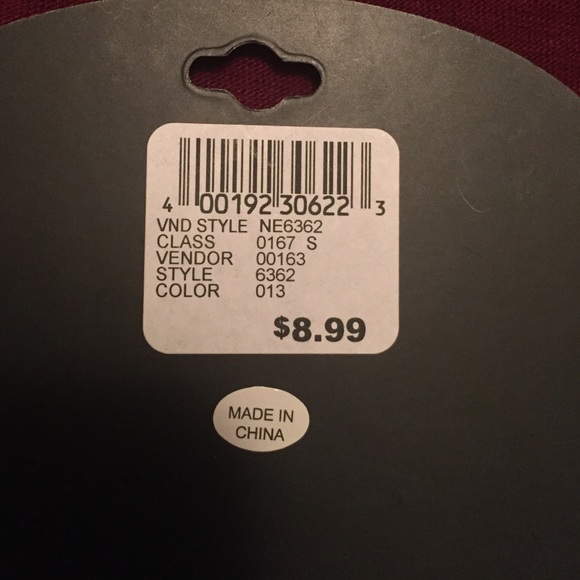 4 00192 30622 3
VND STYLE NE6362
CLASS 0167 S
VENDOR 00163
STYLE 6362
COLOR 013
$8.99
MADE IN
CHINA